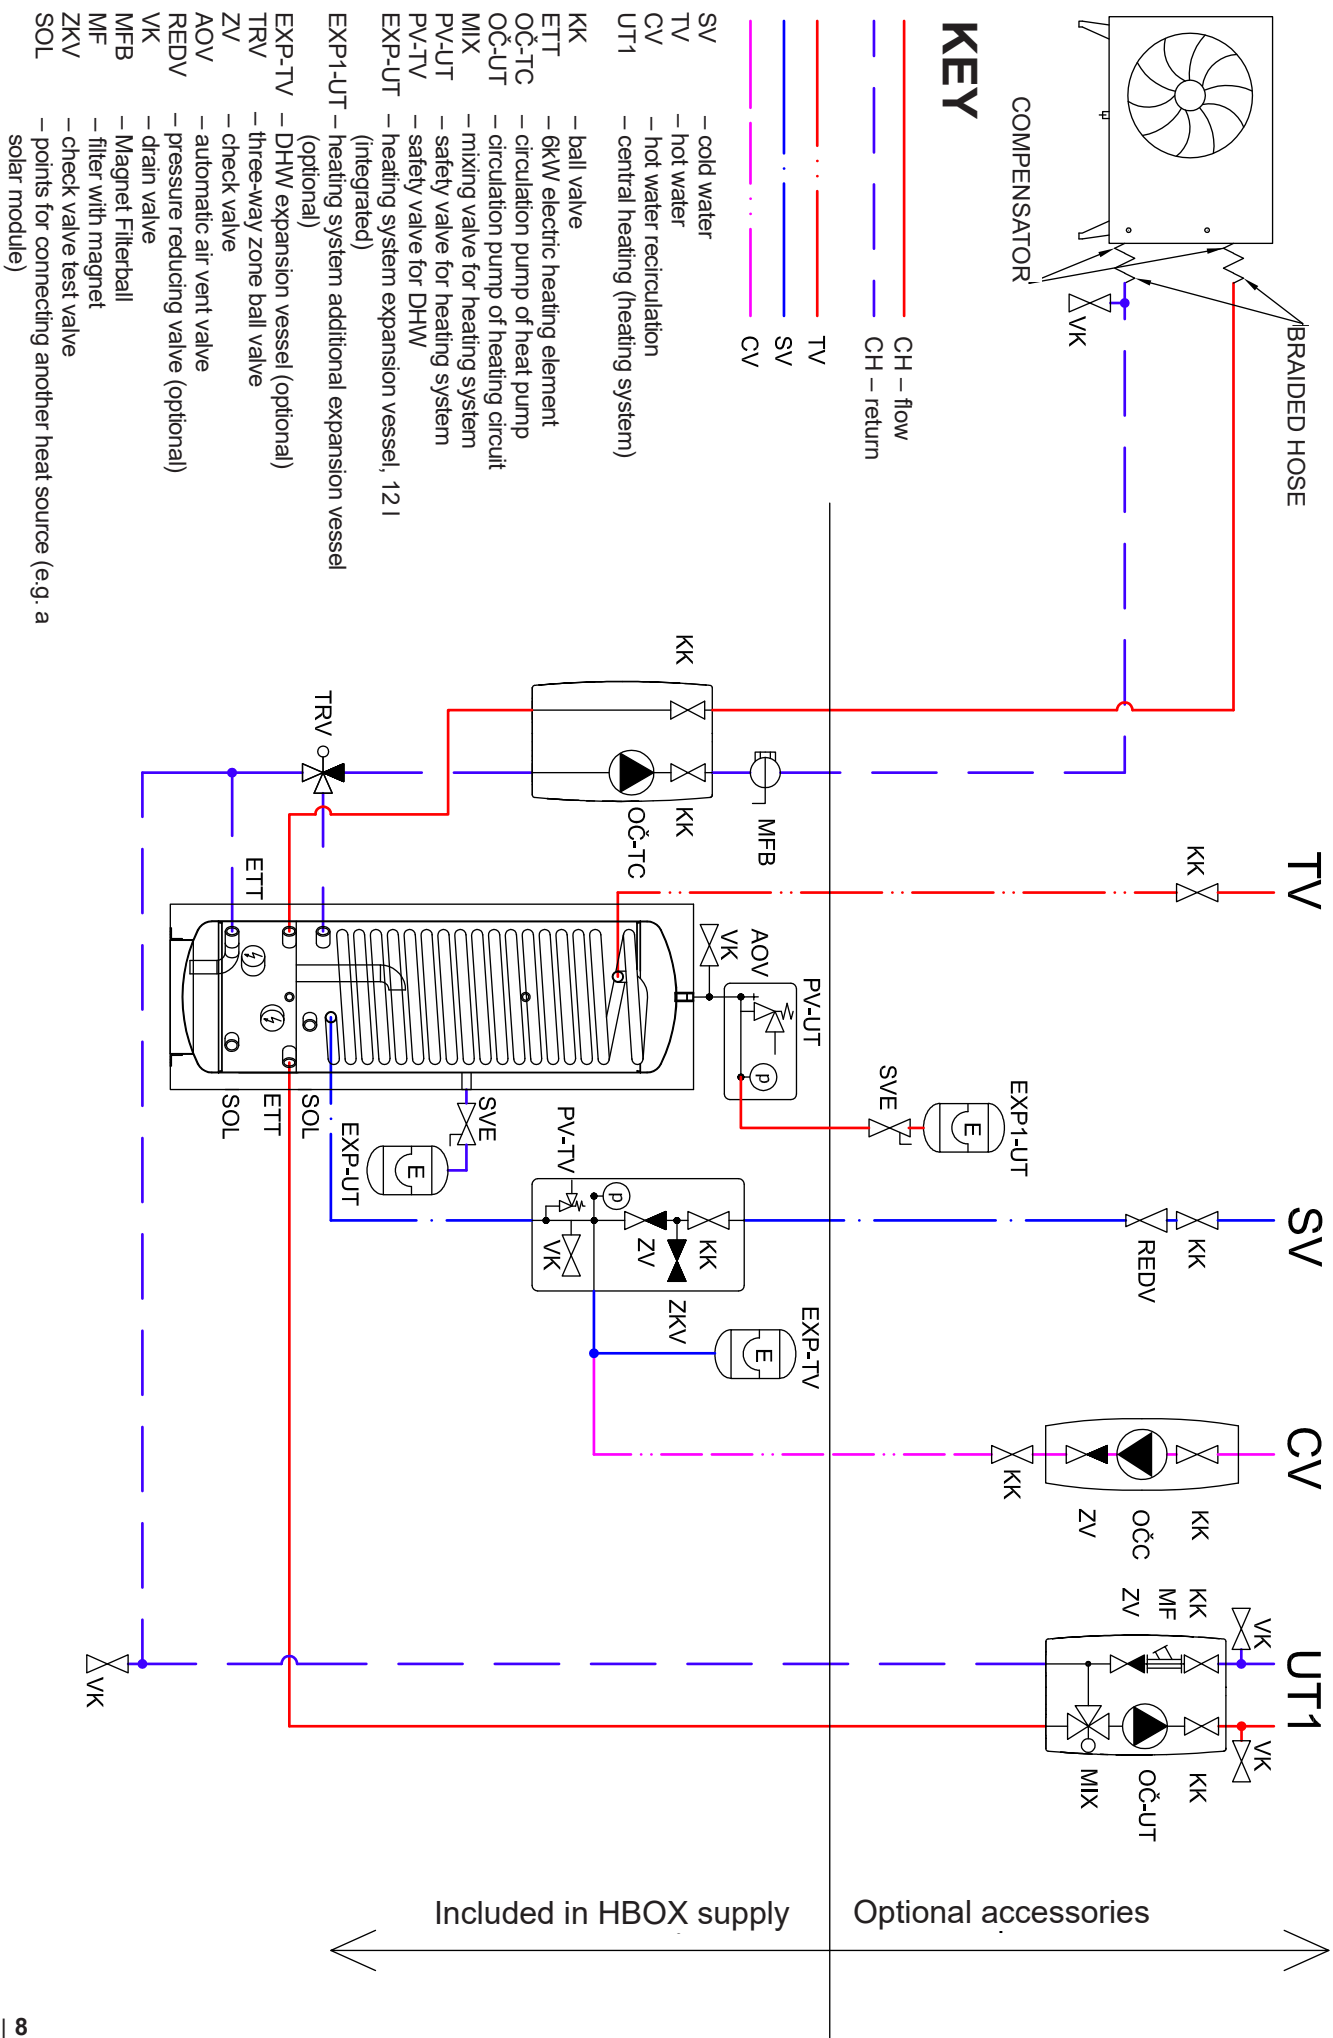 BRAIDED HOSE
COMPENSATOR
VK
KEY
CH – flow
CH – return
TV
SV
CV
SV – cold water
TV – hot water
CV – hot water recirculation
UT1 – central heating (heating system)
KK – ball valve
ETT – 6kW electric heating element
OČ-TC – circulation pump of heat pump
OČ-UT – circulation pump of heating circuit
MIX – mixing valve for heating system
PV-UT – safety valve for heating system
PV-TV – safety valve for DHW
EXP-UT – heating system expansion vessel, 12 l
(integrated)
EXP1-UT – heating system additional expansion vessel
(optional)
EXP-TV – DHW expansion vessel (optional)
TRV – three-way zone ball valve
ZV – check valve
AOV – automatic air vent valve
REDV – pressure reducing valve (optional)
VK – drain valve
MFB – Magnet Filterball
MF – filter with magnet
ZKV – check valve test valve
SOL – points for connecting another heat source (e.g. a
solar module)
TV
SV
CV
UT1
KK
KK
REDV
KK
OČC
ZV
KK
VK
KK
MF
ZV
VK
KK
OČ-UT
MIX
KK
KK
MFB
OČ-TC
TRV
ETT
AOV
VK
PV-UT
p
SVE
EXP1-UT
E
SVE
EXP-UT
E
SOL
ETT
SOL
PV-TV
p
VK
ZV
KK
ZKV
EXP-TV
E
VK
Included in HBOX supply
Optional accessories
| 8